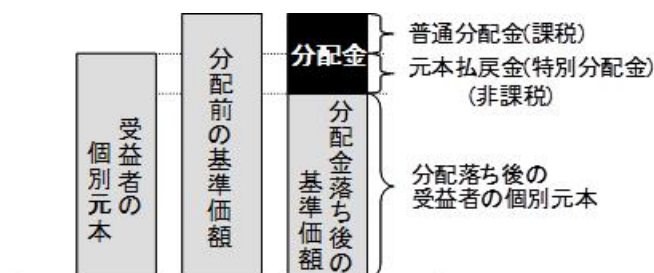 受益者の
個別元本
分配前の基準価額
分配金
分配金落ち後の
基準価額
普通分配金(課税)
元本払戻金(特別分配金)
(非課税)
分配落ち後の
受益者の個別元本